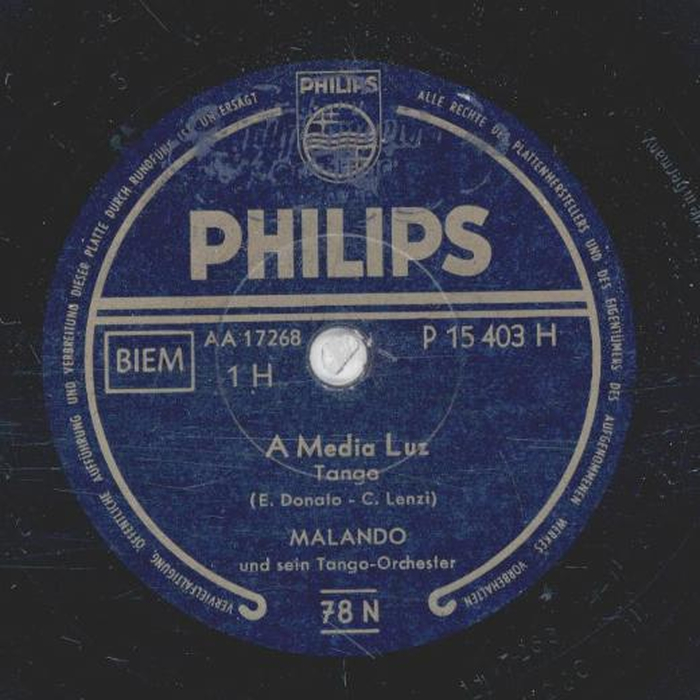 PHILIPS
ALLE RECHTE DES PLATTENHERSTELLERS UND DES EIGENTÜMERS DES AUFGENOMMENEN WERKES VORBEHALTEN
VERVIELFÄLTIGUNG, ÖFFENTLICHE AUFFÜHRUNG UND VERBREITUNG DIESER PLATTE DURCH RUNDFUNK IST UNTERSAGT
PHILIPS
BIEM
AA 17268
1 H
P 15 403 H
A Media Luz
Tango
(E. Donato - C. Lenzi)
MALANDO
und sein Tango-Orchester
78 N